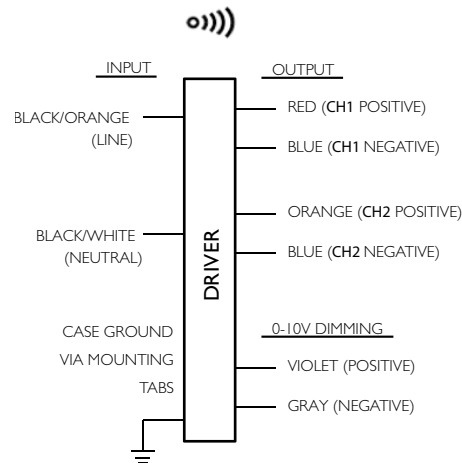 INPUT
OUTPUT
BLACK/ORANGE
(LINE)
RED (CH1 POSITIVE)
BLUE (CH1 NEGATIVE)
BLACK/WHITE
(NEUTRAL)
ORANGE (CH2 POSITIVE)
BLUE (CH2 NEGATIVE)
DRIVER
CASE GROUND
VIA MOUNTING
TABS
0-10V DIMMING
VIOLET (POSITIVE)
GRAY (NEGATIVE)